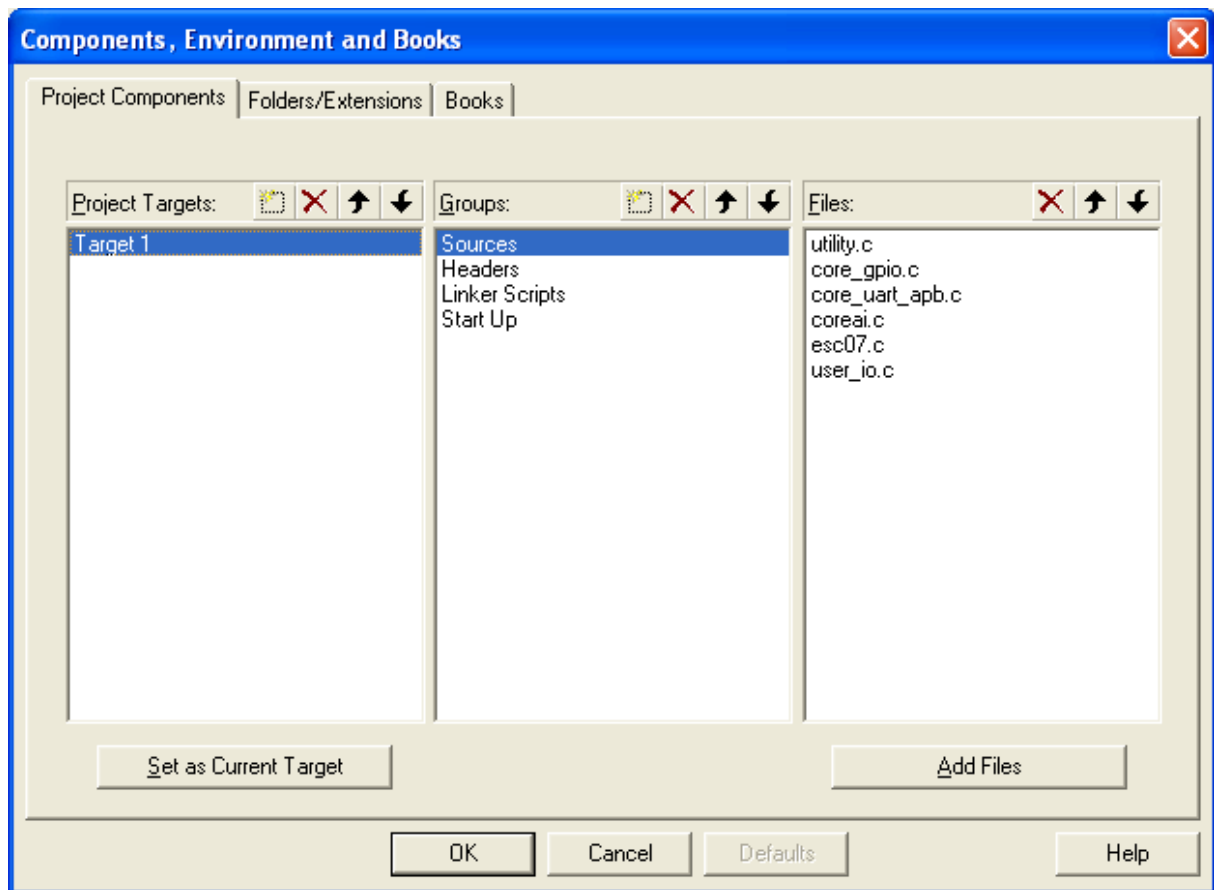 Components, Environment and Books
Project Components Folders/Extensions Books
Project Targets: Groups: Files:
Target 1
Sources
Headers
Linker Scripts
Start Up
utility.c
core_gpio.c
core_uart_apb.c
coreai.c
esc07.c
user_io.c
Set as Current Target Add Files
OK Cancel Defaults Help